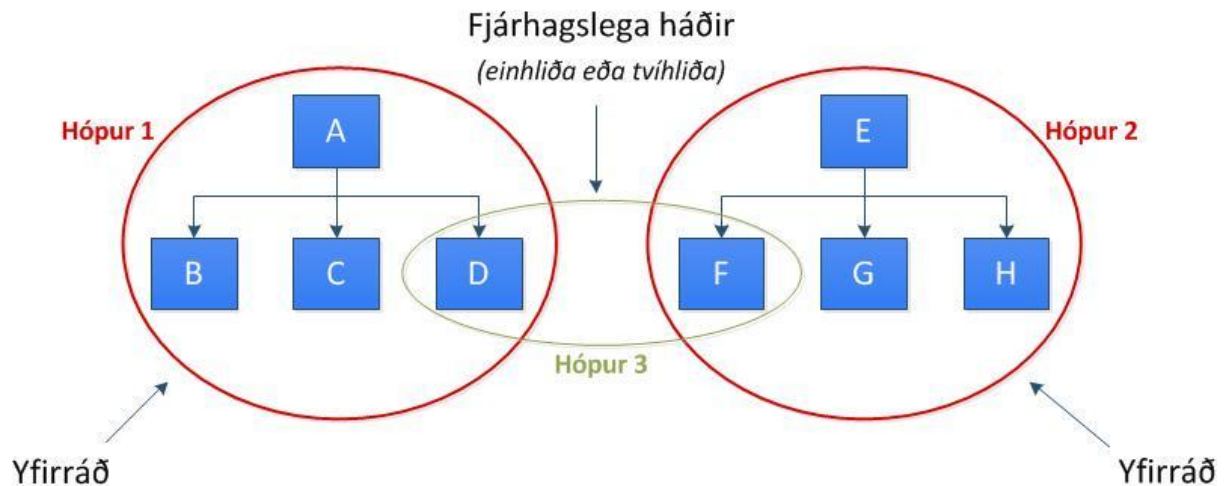 Fjárhagslega háðir
(einhliða eða tvíhliða)
Hópur 1
A
E
Hópur 2
B
C
D
F
G
H
Hópur 3
Yfirráð
Yfirráð